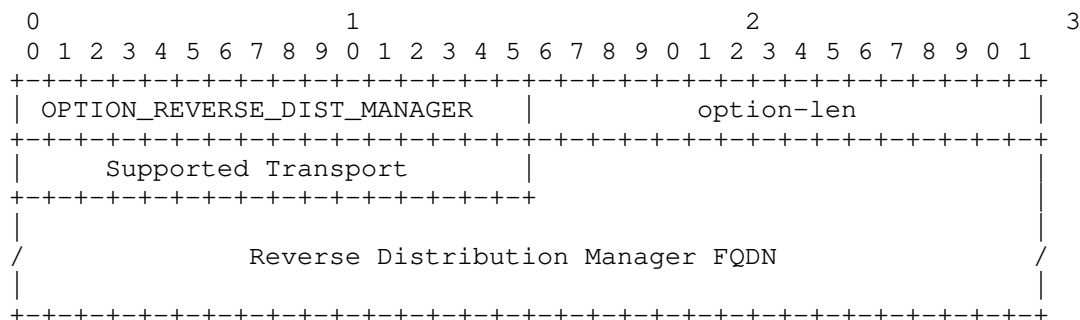 0                   1                   2                   3
 0 1 2 3 4 5 6 7 8 9 0 1 2 3 4 5 6 7 8 9 0 1 2 3 4 5 6 7 8 9 0 1
+-+-+-+-+-+-+-+-+-+-+-+-+-+-+-+-+-+-+-+-+-+-+-+-+-+-+-+-+-+-+-+-+
| OPTION_REVERSE_DIST_MANAGER   |          option-len           |
+-+-+-+-+-+-+-+-+-+-+-+-+-+-+-+-+-+-+-+-+-+-+-+-+-+-+-+-+-+-+-+-+
|     Supported Transport       |                               |
+-+-+-+-+-+-+-+-+-+-+-+-+-+-+-+-+                               |
|                                                               |
/              Reverse Distribution Manager FQDN                /
|                                                               |
+-+-+-+-+-+-+-+-+-+-+-+-+-+-+-+-+-+-+-+-+-+-+-+-+-+-+-+-+-+-+-+-+